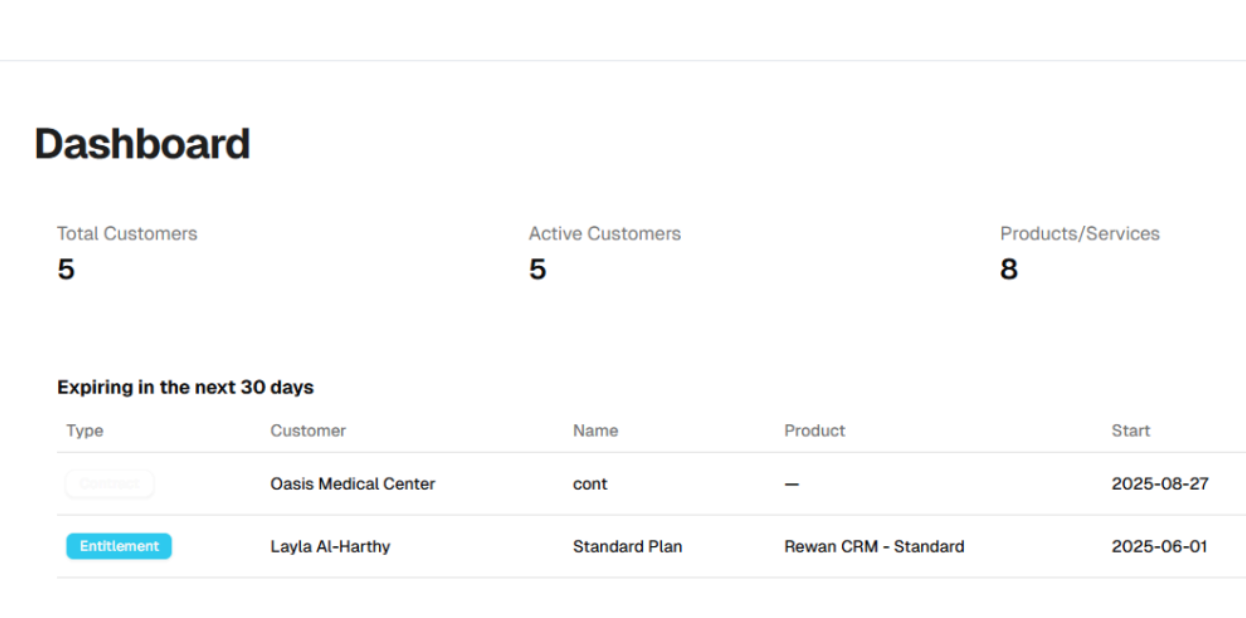 Dashboard
Total Customers Active Customers Products/Services
5 5 8
Expiring in the next 30 days
Type Customer Name Product Start
Contract Oasis Medical Center cont — 2025-08-27
Entitlement Layla Al-Harthy Standard Plan Rewan CRM - Standard 2025-06-01